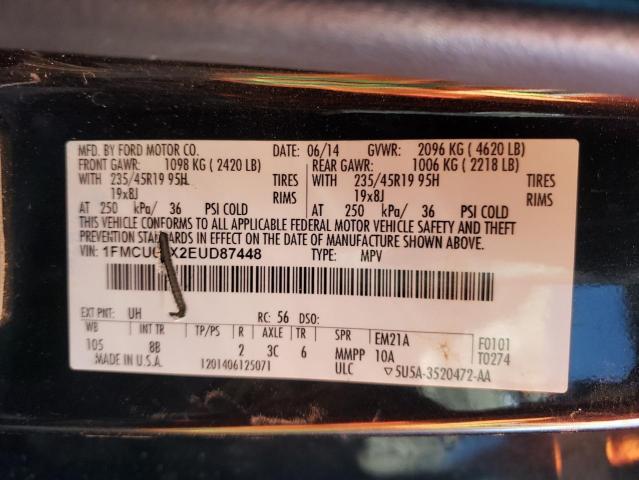 MFD. BY FORD MOTOR CO. DATE: 06/14 GVWR: 2096 KG ( 4620 LB)
FRONT GAWR: 1098 KG ( 2420 LB) REAR GAWR: 1006 KG ( 2218 LB)
WITH 235/45R19 95H TIRES WITH 235/45R19 95H TIRES
19x8J RIMS 19x8J RIMS
AT 250 kPa/ 36 PSI COLD AT 250 kPa/ 36 PSI COLD
THIS VEHICLE CONFORMS TO ALL APPLICABLE FEDERAL MOTOR VEHICLE SAFETY AND THEFT
PREVENTION STANDARDS IN EFFECT ON THE DATE OF MANUFACTURE SHOWN ABOVE.
VIN: TYPE: MPV
EXT PNT: UH RC: 56 DSO:
WB INT TR TP/PS R AXLE TR SPR EM21A F0101
105 8B 2 3C 6 MMPP 10A T0274
MADE IN U.S.A. 1201406125071 ULC ▽5U5A-3520472-AA